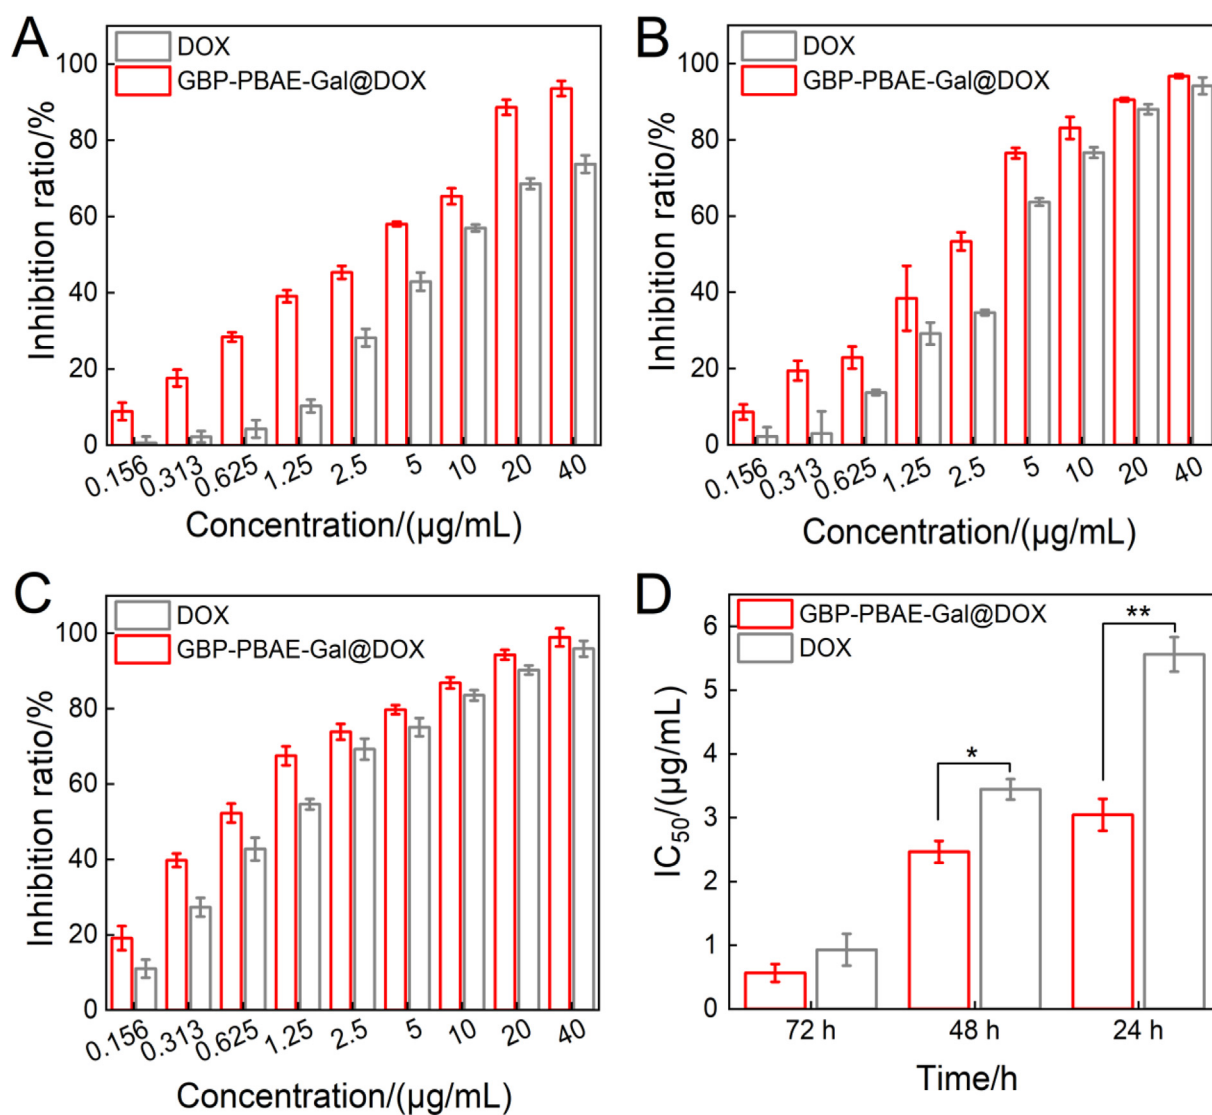 A
DOX
GBP-PBAE-Gal@DOX
Inhibition ratio/%
100
80
60
40
20
0
0.156 0.313 0.625 1.25 2.5 5 10 20 40
Concentration/(μg/mL)
B
DOX
GBP-PBAE-Gal@DOX
Inhibition ratio/%
100
80
60
40
20
0
0.156 0.313 0.625 1.25 2.5 5 10 20 40
Concentration/(μg/mL)
C
DOX
GBP-PBAE-Gal@DOX
Inhibition ratio/%
100
80
60
40
20
0
0.156 0.313 0.625 1.25 2.5 5 10 20 40
Concentration/(μg/mL)
D
GBP-PBAE-Gal@DOX
DOX
**
*
IC50/(μg/mL)
6
5
4
3
2
1
0
72 h 48 h 24 h
Time/h